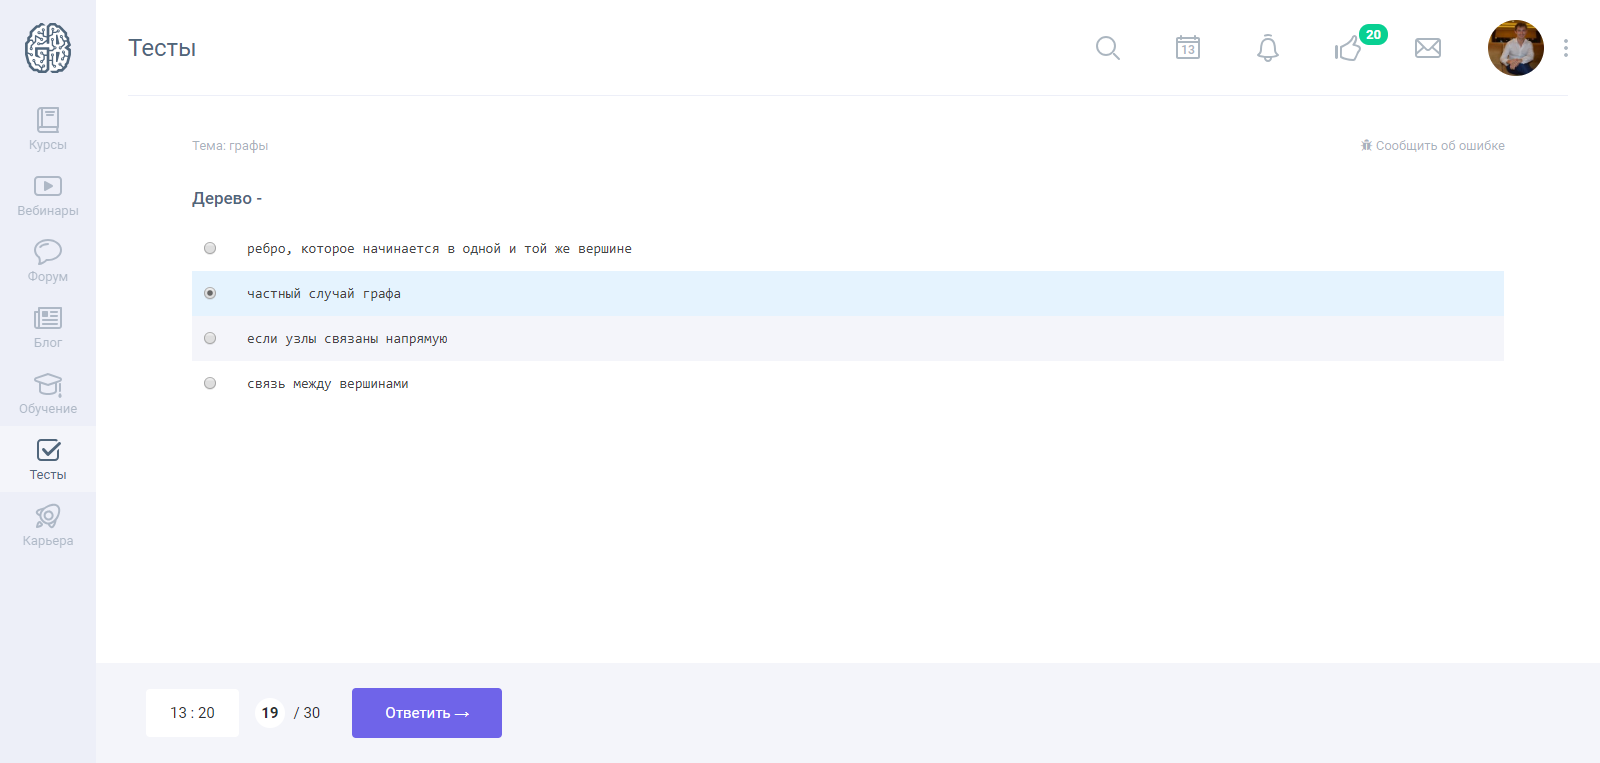 Тесты
13
20
Курсы
Вебинары
Форум
Блог
Обучение
Тесты
Карьера
Тема: графы
Сообщить об ошибке
Дерево -
ребро, которое начинается в одной и той же вершине
частный случай графа
если узлы связаны напрямую
связь между вершинами
13 : 20
19 / 30
Ответить →